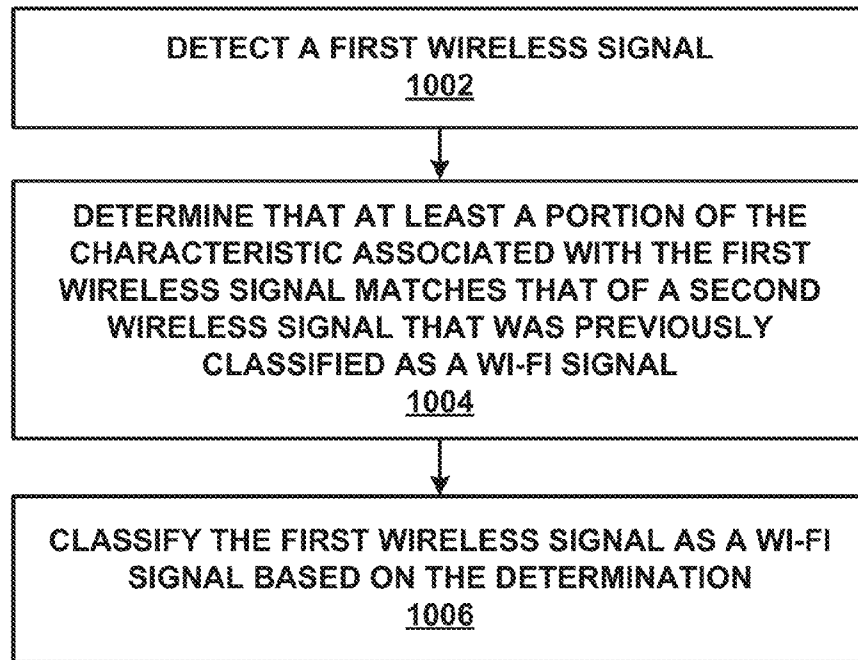 DETECT A FIRST WIRELESS SIGNAL
1002
DETERMINE THAT AT LEAST A PORTION OF THE
CHARACTERISTIC ASSOCIATED WITH THE FIRST
WIRELESS SIGNAL MATCHES THAT OF A SECOND
WIRELESS SIGNAL THAT WAS PREVIOUSLY
CLASSIFIED AS A WI-FI SIGNAL
1004
CLASSIFY THE FIRST WIRELESS SIGNAL AS A WI-FI
SIGNAL BASED ON THE DETERMINATION
1006